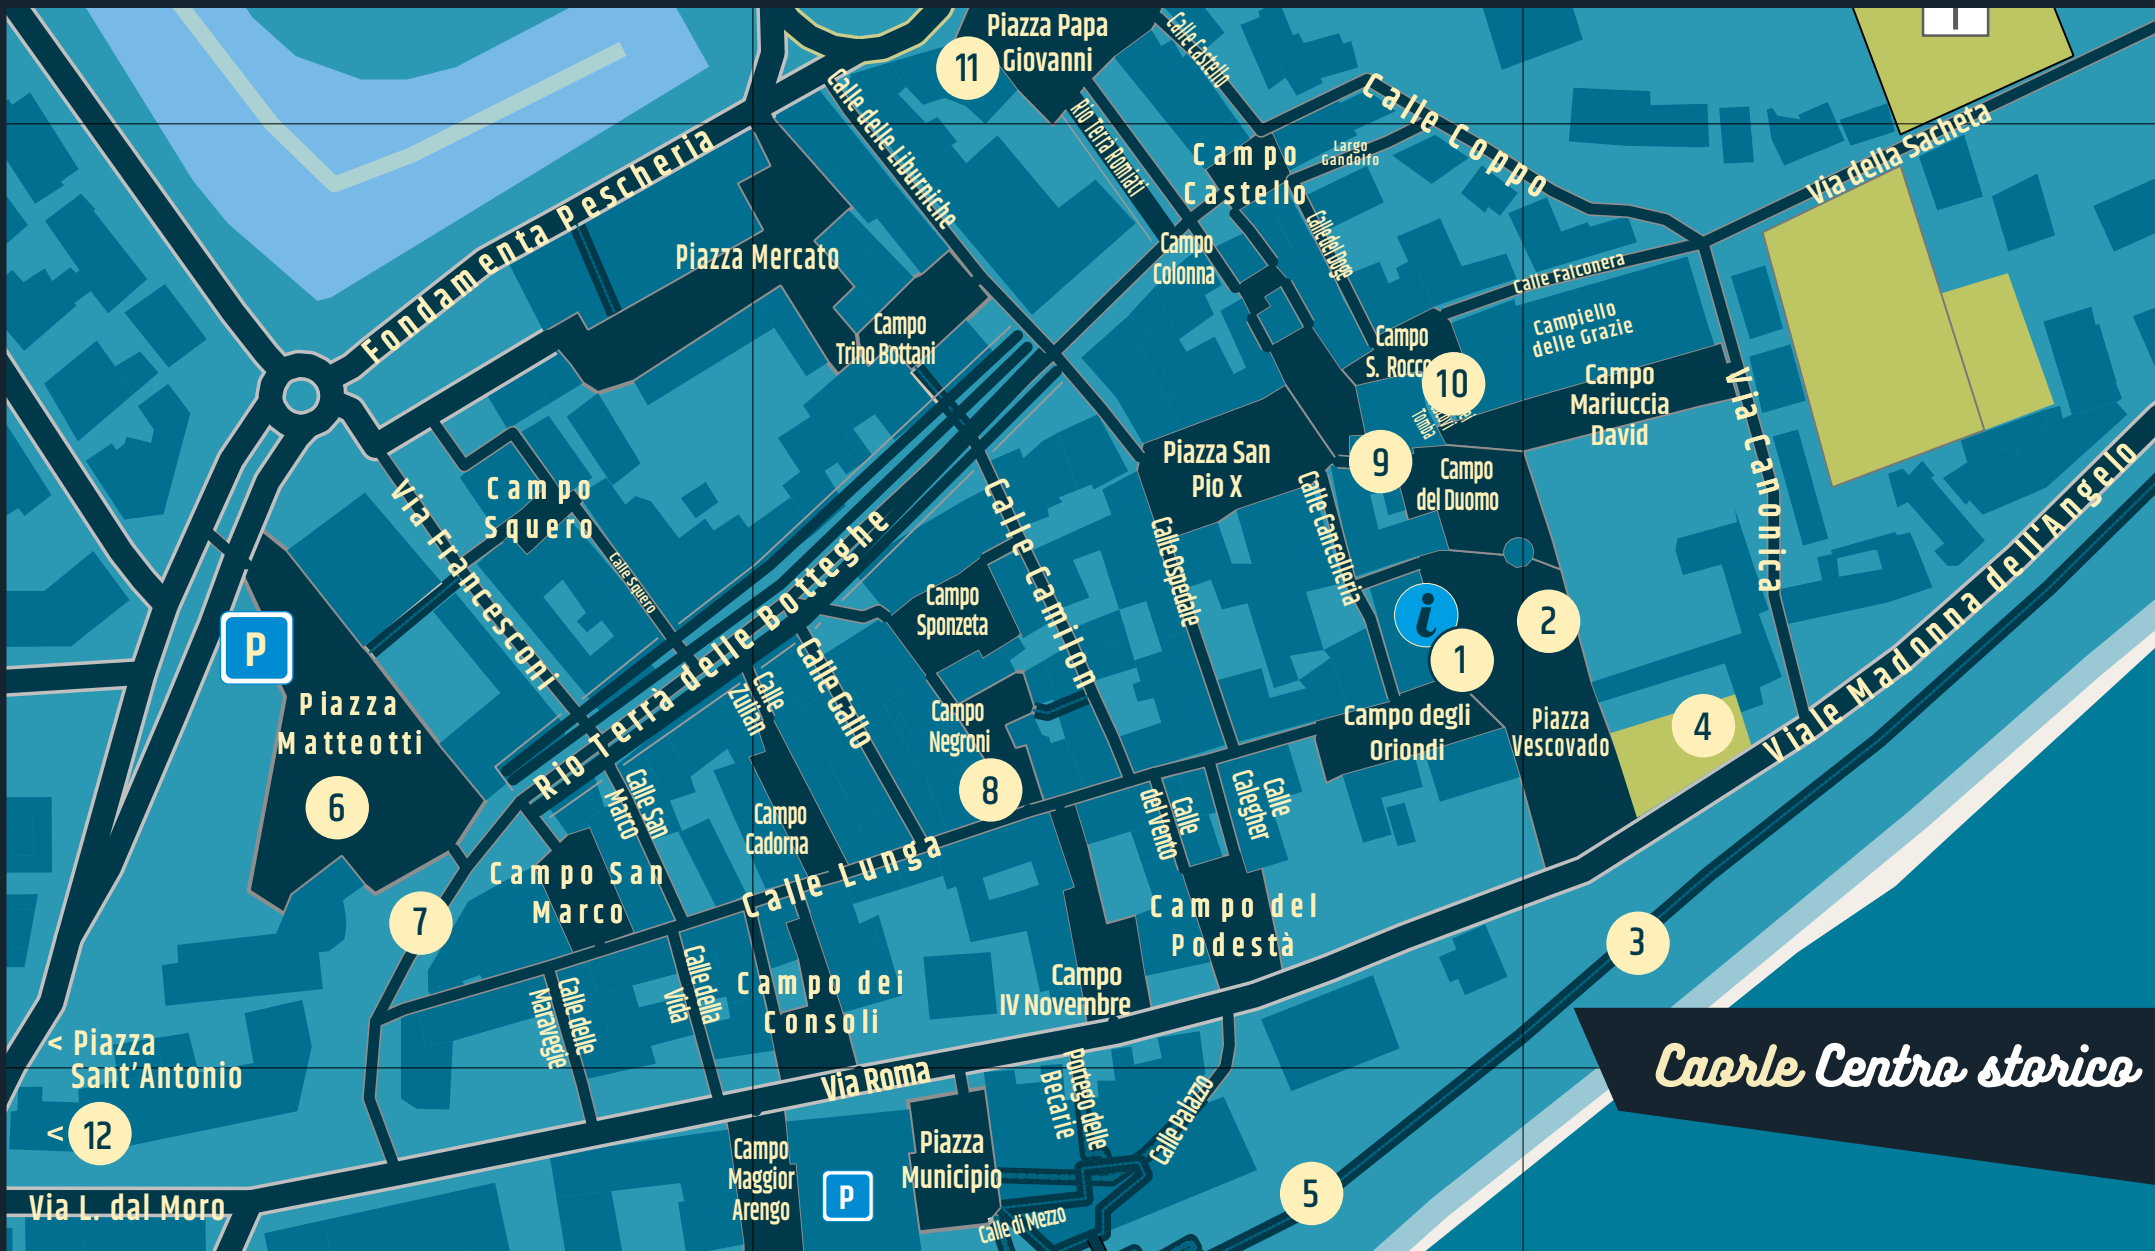 Piazza Papa
Giovanni
11
Calle Castello
Calle delle Liburniche
Rio Terrà Romiati
Calle Coppo
Via della Sacheta
Largo
Gandolfo
Campo
Castello
Fondamenta Pescheria
Piazza Mercato
Campo
Colonna
Calle del Doge
Calle Falconera
Campiello
delle Grazie
Campo
Trino Bottani
Campo
S. Rocco
10
Tomba
Campo
Mariuccia
David
Via Canonica
Piazza San
Pio X
9
Campo
del Duomo
Calle Cancelleria
Campo
Squero
Calle Squero
Via Francesconi
Calle Camilon
Calle Ospedale
Viale Madonna dell'Angelo
Rio Terrà delle Botteghe
Campo
Sponzeta
i
1
2
P
Piazza
Matteotti
6
Calle
Zulian
Calle Gallo
Campo
Negroni
8
Campo degli
Oriondi
Piazza
Vescovado
4
Calle San
Marco
Campo
Cadorna
Calle
del Vento
Calle
Calegher
Calle Lunga
Campo San
Marco
7
Campo del
Podestà
3
Calle delle
Maravegie
Calle della
Vida
Campo dei
Consoli
Campo
IV Novembre
< Piazza
Sant'Antonio
< 12
Via Roma
Portego delle
Becarie
Calle Palazzo
Caorle Centro storico
Campo
Maggior
Arengo
P
Piazza
Municipio
5
Via L. dal Moro
Calle di Mezzo